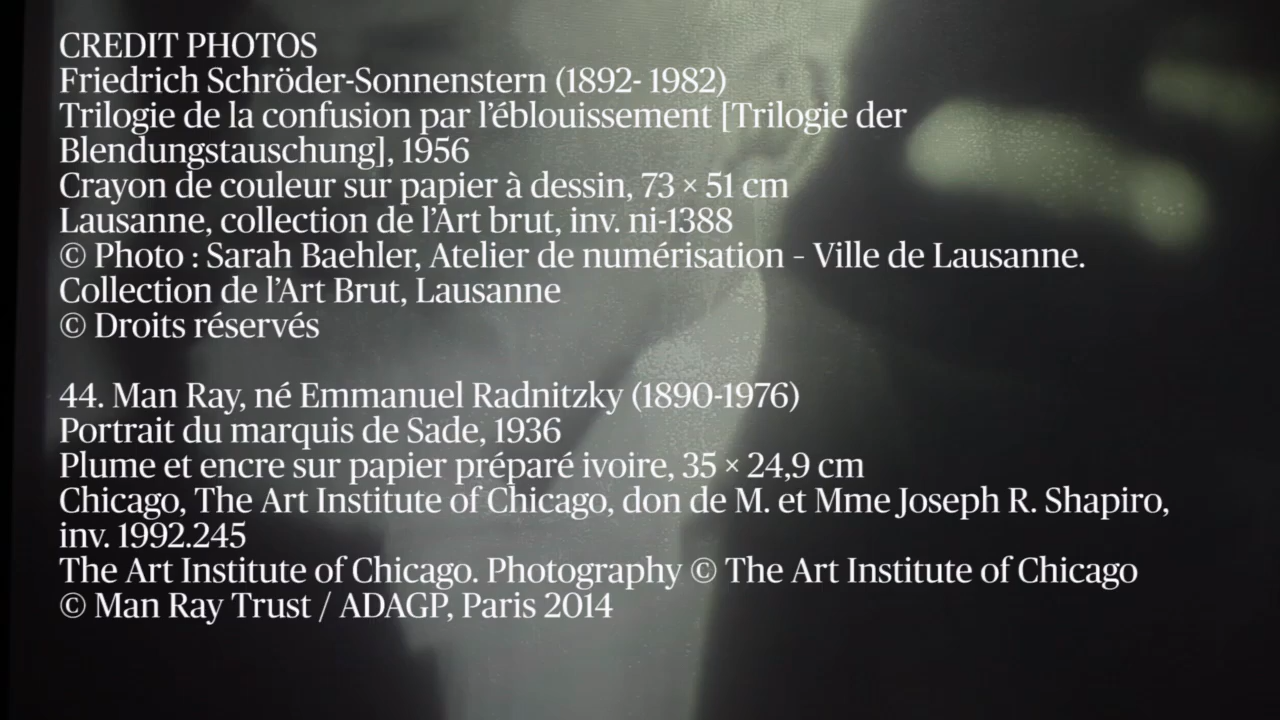 CREDIT PHOTOS
Friedrich Schröder-Sonnenstern (1892- 1982)
Trilogie de la confusion par l’éblouissement [Trilogie der
Blendungstauschung], 1956
Crayon de couleur sur papier à dessin, 73 × 51 cm
Lausanne, collection de l’Art brut, inv. ni-1388
© Photo : Sarah Baehler, Atelier de numérisation – Ville de Lausanne.
Collection de l’Art Brut, Lausanne
© Droits réservés
44. Man Ray, né Emmanuel Radnitzky (1890-1976)
Portrait du marquis de Sade, 1936
Plume et encre sur papier préparé ivoire, 35 × 24,9 cm
Chicago, The Art Institute of Chicago, don de M. et Mme Joseph R. Shapiro,
inv. 1992.245
The Art Institute of Chicago. Photography © The Art Institute of Chicago
© Man Ray Trust / ADAGP, Paris 2014